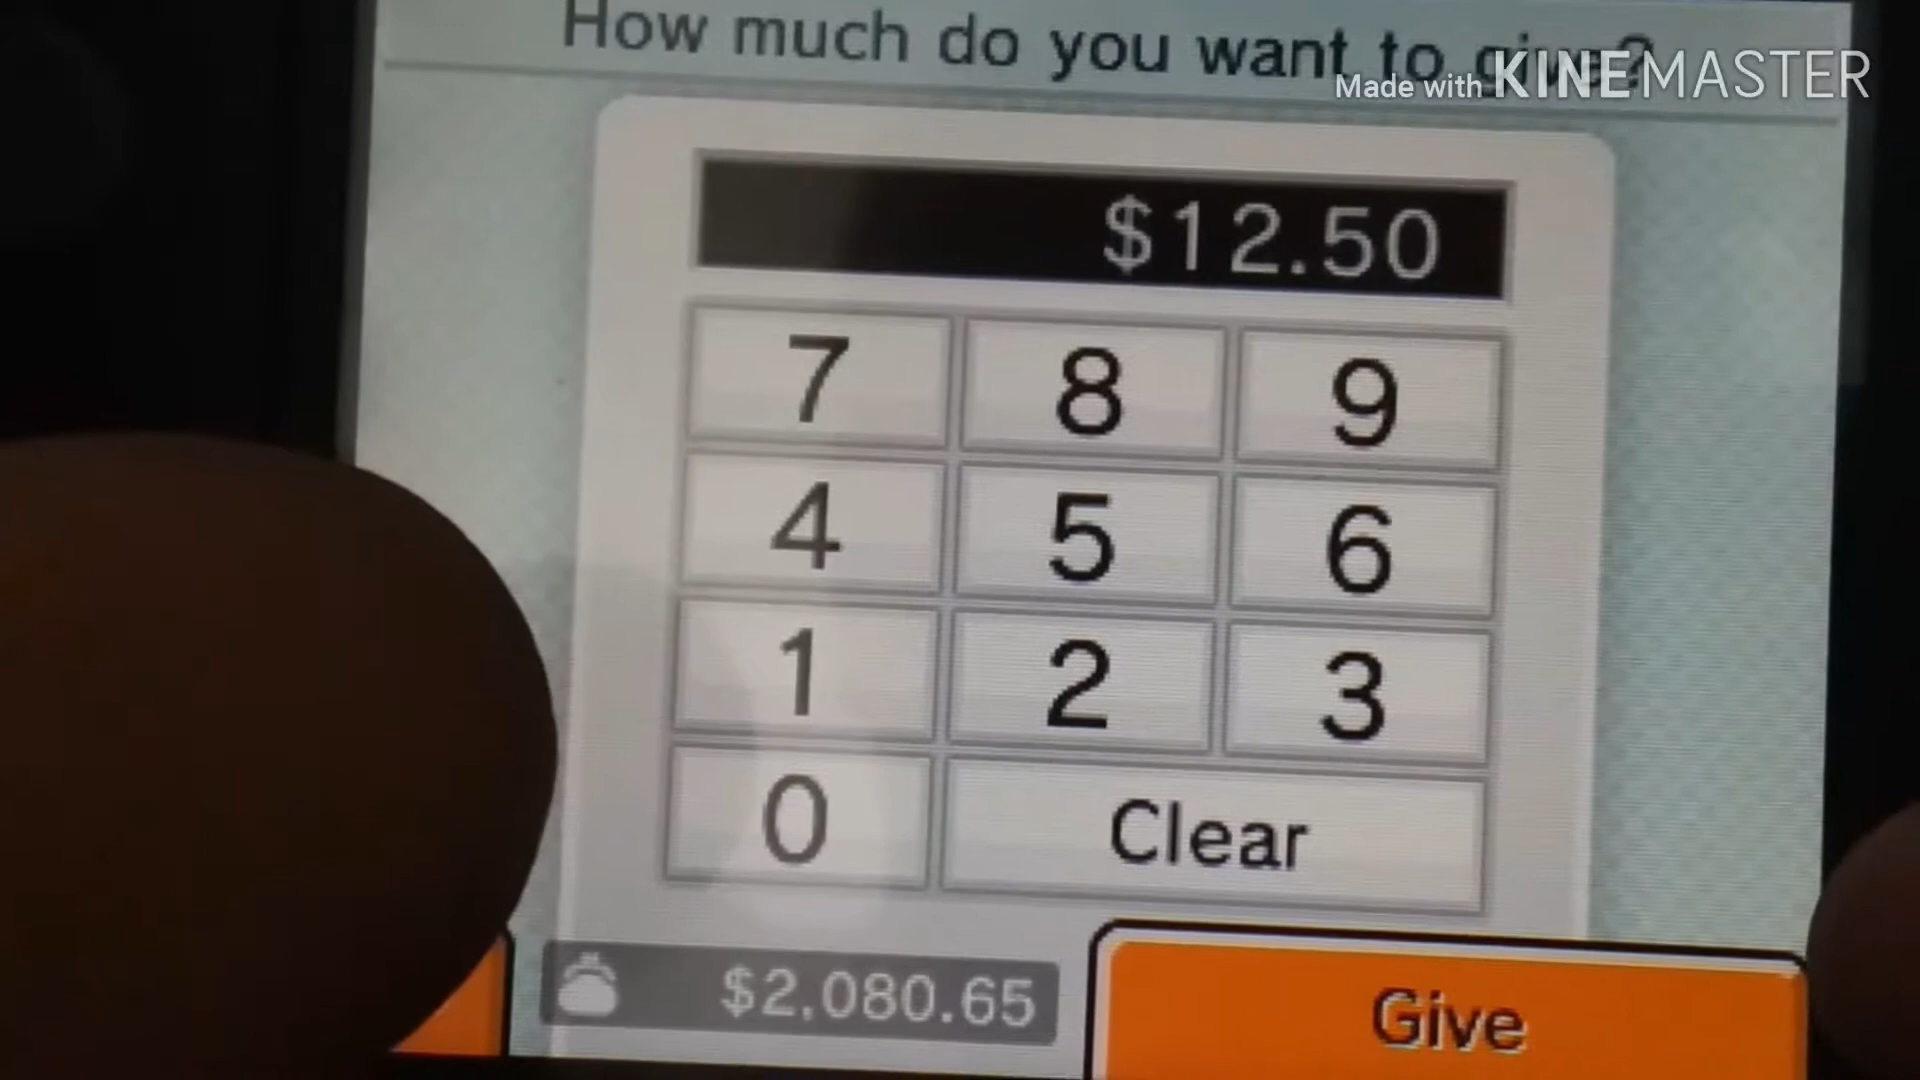 How much do you want to give?
Made with KINEMASTER
$12.50
7 8 9
4 5 6
1 2 3
0 Clear
$2,080.65
Give